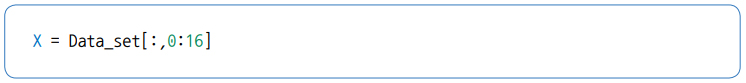 X = Data_set[:,0:16]